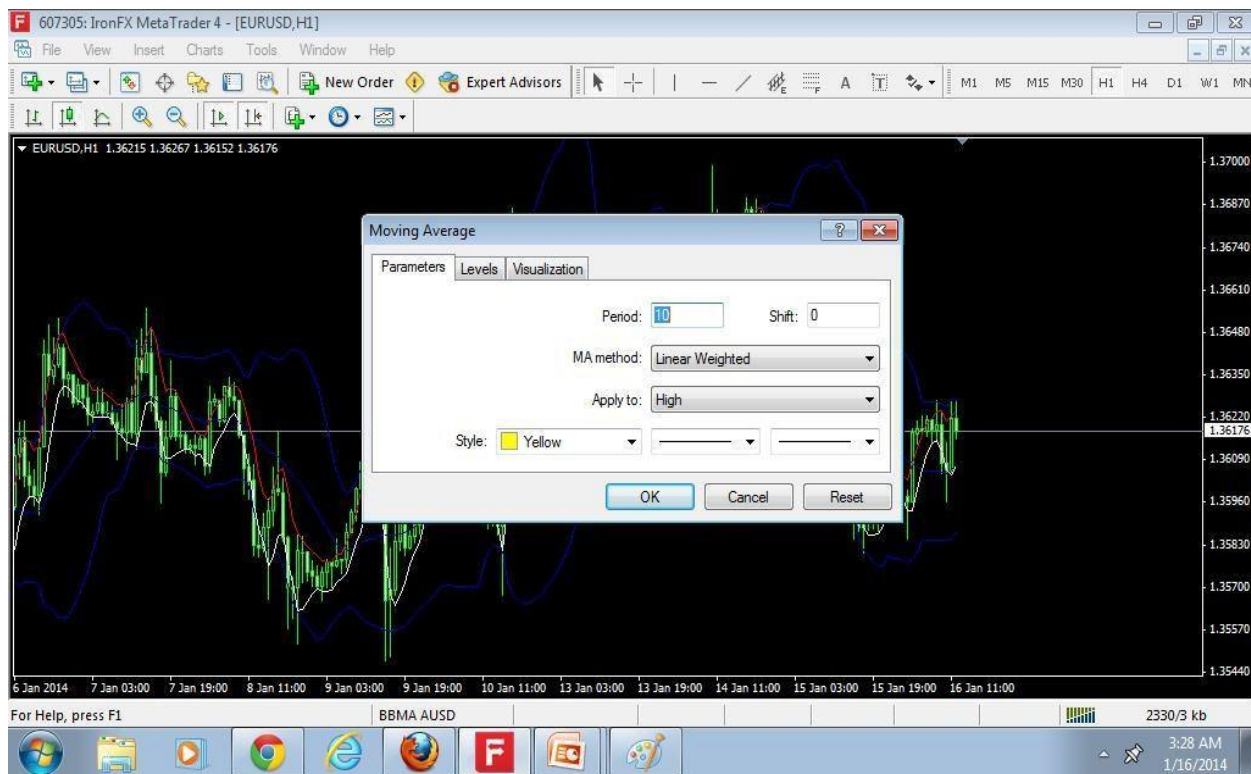 607305: IronFX MetaTrader 4 - [EURUSD,H1]
File View Insert Charts Tools Window Help
New Order Expert Advisors A T M1 M5 M15 M30 H1 H4 D1 W1 MN
EURUSD,H1 1.36215 1.36267 1.36152 1.36176
1.37000
1.36870
1.36740
1.36610
1.36480
1.36350
1.36220
1.36176
1.36090
1.35960
1.35830
1.35700
1.35570
1.35440
Moving Average
Parameters Levels Visualization
Period: 10 Shift: 0
MA method: Linear Weighted
Apply to: High
Style: Yellow
OK Cancel Reset
6 Jan 2014 7 Jan 03:00 7 Jan 19:00 8 Jan 11:00 9 Jan 03:00 9 Jan 19:00 10 Jan 11:00 13 Jan 03:00 13 Jan 19:00 14 Jan 11:00 15 Jan 03:00 15 Jan 19:00 16 Jan 11:00
For Help, press F1 BBMA AUSD 2330/3 kb
3:28 AM
1/16/2014